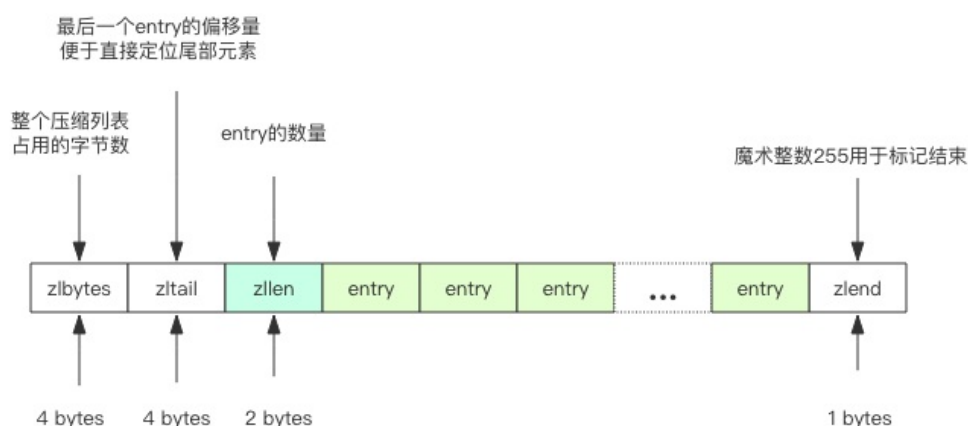 最后一个entry的偏移量
便于直接定位尾部元素
整个压缩列表
占用的字节数
entry的数量
魔术整数255用于标记结束
zlbytes zltail zllen entry entry entry ... entry zlend
4 bytes 4 bytes 2 bytes 1 bytes